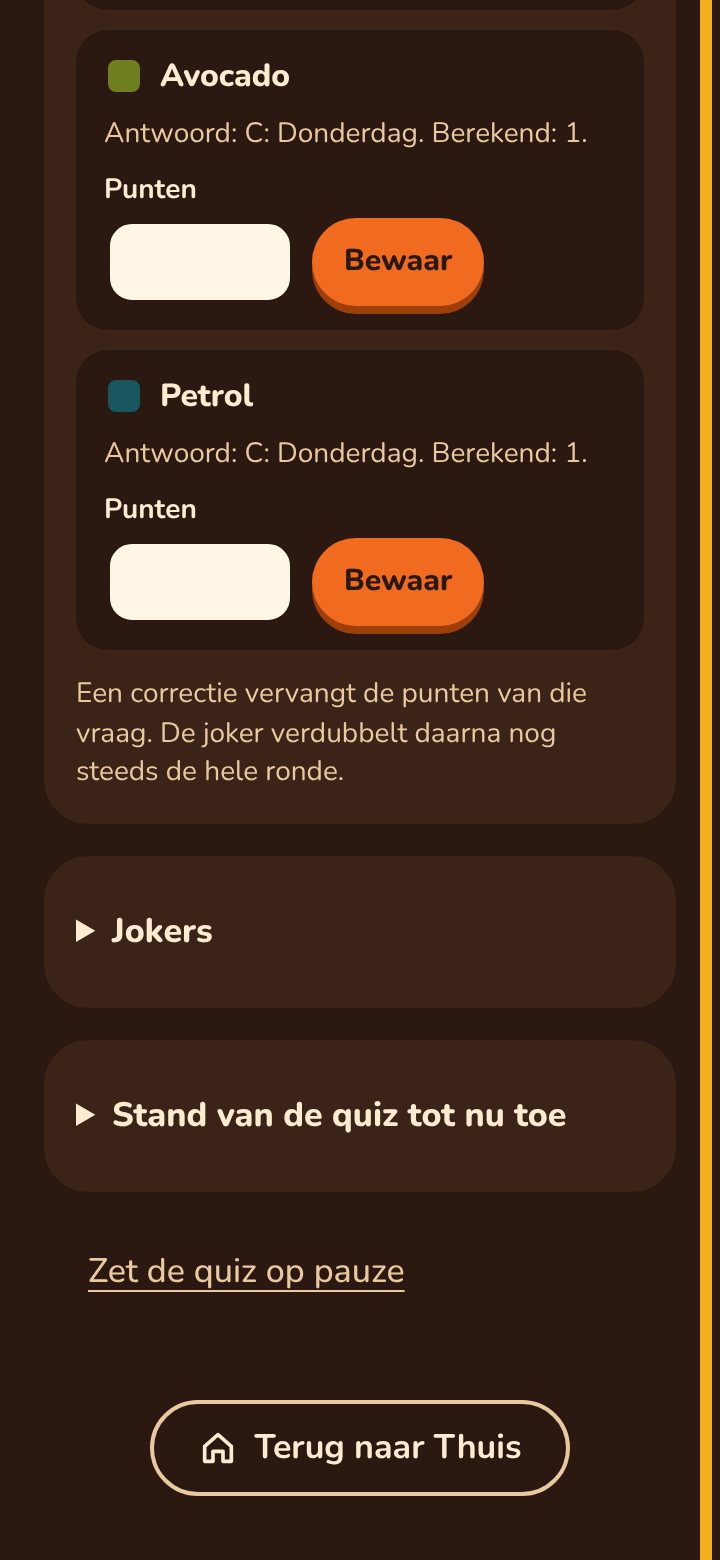 Avocado
Antwoord: C: Donderdag. Berekend: 1.
Punten
Bewaar
Petrol
Antwoord: C: Donderdag. Berekend: 1.
Punten
Bewaar
Een correctie vervangt de punten van die
vraag. De joker verdubbelt daarna nog
steeds de hele ronde.
Jokers
Stand van de quiz tot nu toe
Zet de quiz op pauze
Terug naar Thuis